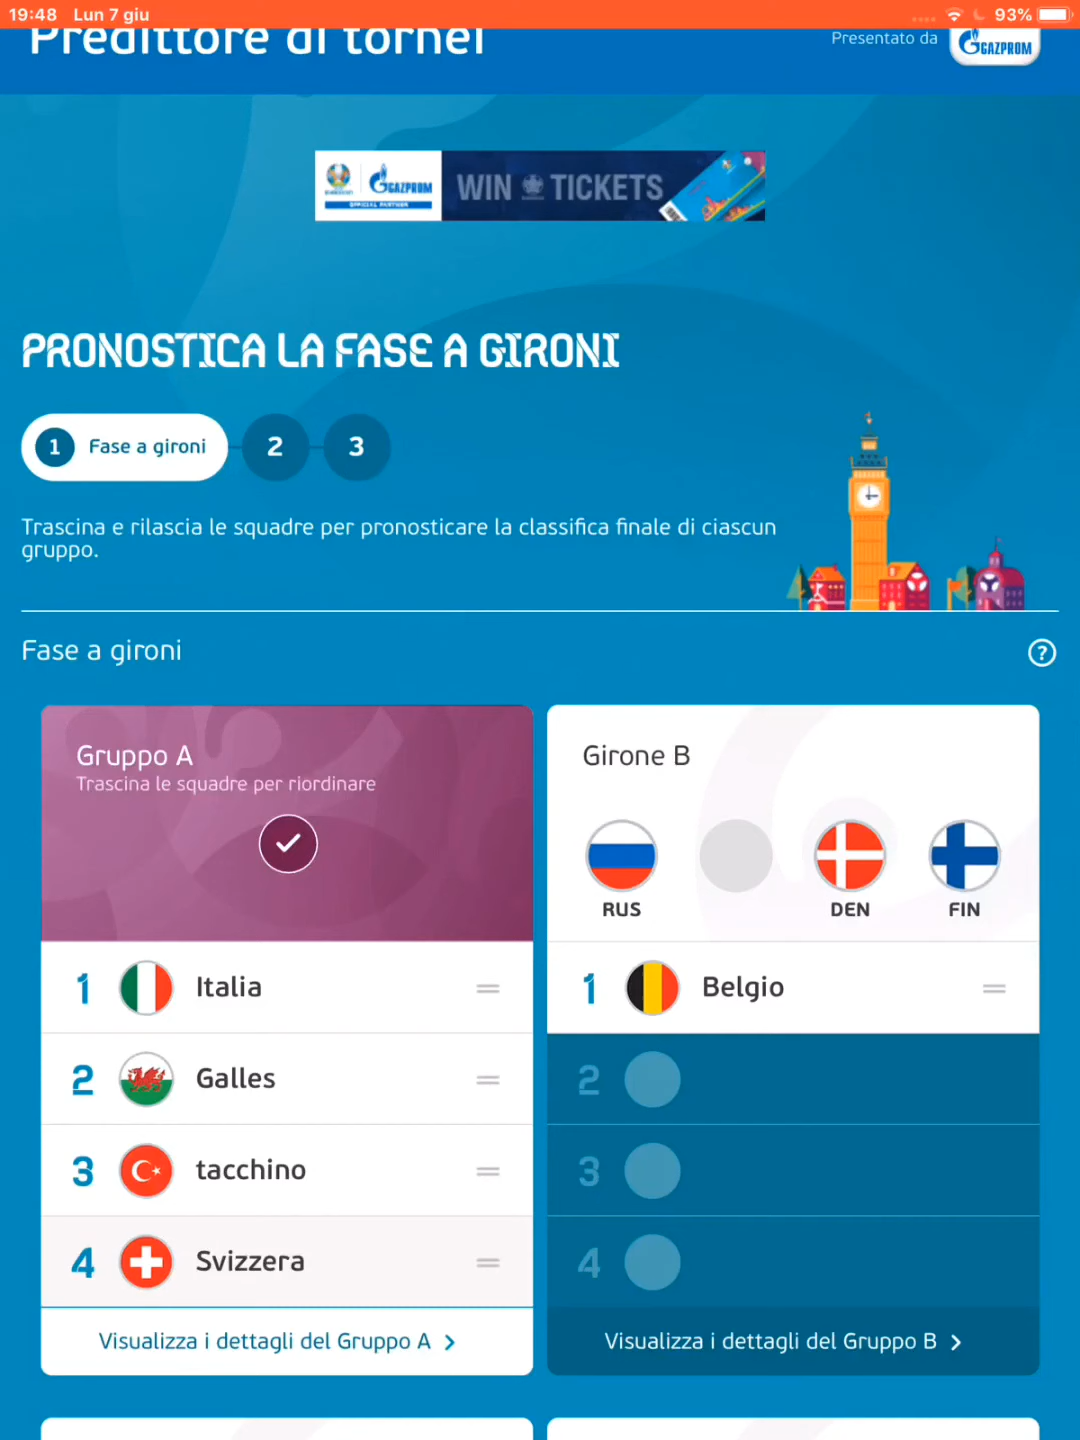 19:48 Lun 7 giu
93%
Predittore di tornei
Presentato da
GAZPROM
GAZPROM
OFFICIAL PARTNER
WIN TICKETS
PRONOSTICA LA FASE A GIRONI
1 Fase a gironi 2 3
Trascina e rilascia le squadre per pronosticare la classifica finale di ciascun
gruppo.
Fase a gironi
?
Gruppo A
Trascina le squadre per riordinare
1 Italia
2 Galles
3 tacchino
4 Svizzera
Visualizza i dettagli del Gruppo A
Girone B
RUS
DEN
FIN
1 Belgio
2
3
4
Visualizza i dettagli del Gruppo B